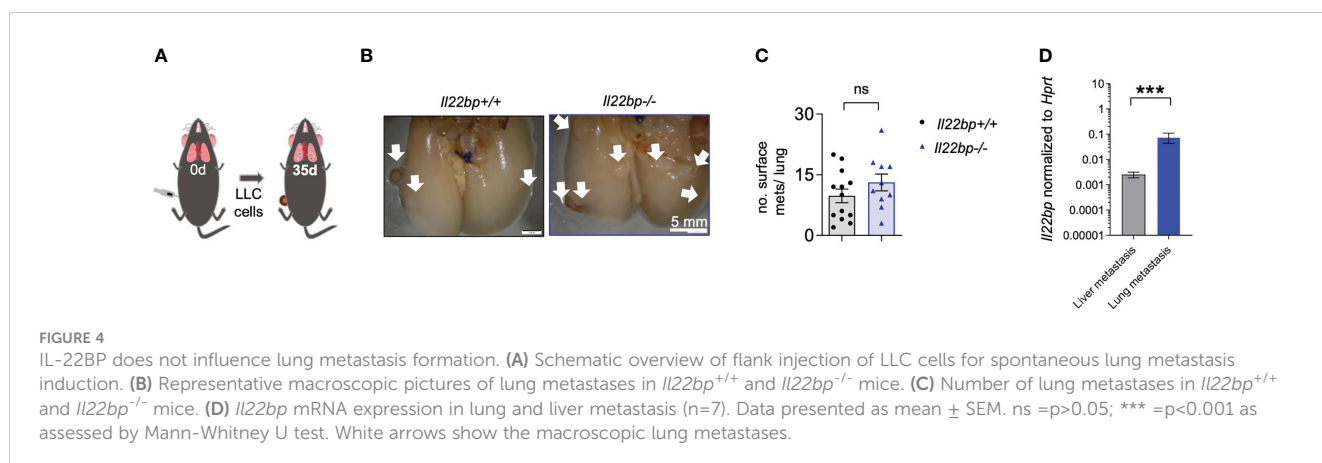 A
0d
LLC
cells
35d
B
Il22bp+/+
Il22bp-/-
5 mm
C
ns
no. surface
mets/ lung
30
15
0
Il22bp+/+
Il22bp-/-
D
Il22bp normalized to Hprt
10
1
0.1
0.01
0.001
0.0001
0.00001
***
Liver metastasis
Lung metastasis
FIGURE 4
IL-22BP does not influence lung metastasis formation. (A) Schematic overview of flank injection of LLC cells for spontaneous lung metastasis
induction. (B) Representative macroscopic pictures of lung metastases in Il22bp+/+ and Il22bp-/- mice. (C) Number of lung metastases in Il22bp+/+
and Il22bp-/- mice. (D) Il22bp mRNA expression in lung and liver metastasis (n=7). Data presented as mean ± SEM. ns =p>0.05; *** =p<0.001 as
assessed by Mann-Whitney U test. White arrows show the macroscopic lung metastases.